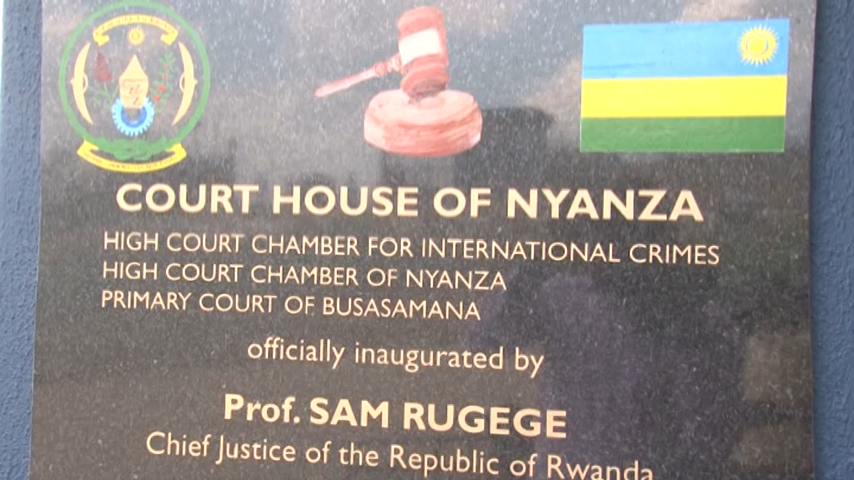 COURT HOUSE OF NYANZA
HIGH COURT CHAMBER FOR INTERNATIONAL CRIMES
HIGH COURT CHAMBER OF NYANZA
PRIMARY COURT OF BUSASAMANA
officially inaugurated by
Prof. SAM RUGEGE
Chief Justice of the Republic of Rwanda